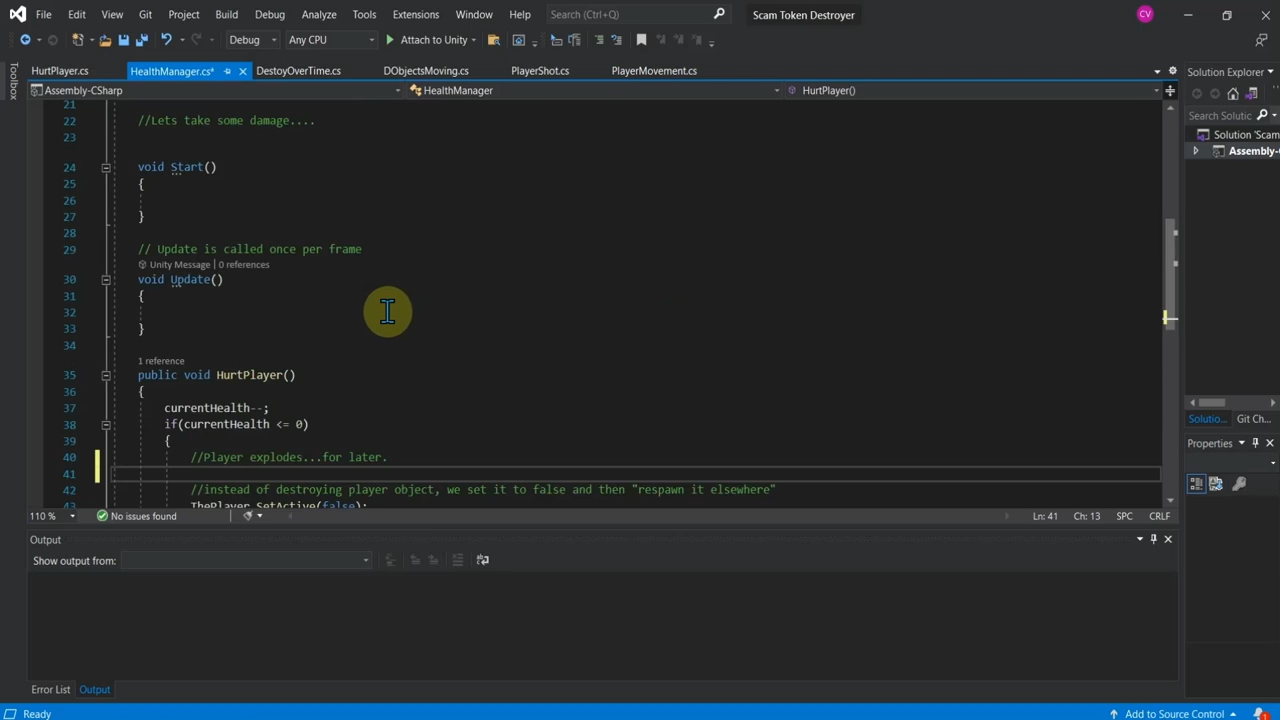 File Edit View Git Project Build Debug Analyze Tools Extensions Window Help Search (Ctrl+Q) Scam Token Destroyer CV
Debug Any CPU Attach to Unity
Toolbox
HurtPlayer.cs HealthManager.cs* DestoyOverTime.cs DObjectsMoving.cs PlayerShot.cs PlayerMovement.cs
Assembly-CSharp HealthManager HurtPlayer()
21
22 //Lets take some damage....
23
24 void Start()
25 {
26
27 }
28
29 // Update is called once per frame
Unity Message | 0 references
30 void Update()
31 {
32
33 }
34
1 reference
35 public void HurtPlayer()
36 {
37 currentHealth--;
38 if(currentHealth <= 0)
39 {
40 //Player explodes...for later.
41
42 //instead of destroying player object, we set it to false and then "respawn it elsewhere"
43 ThePlayer.SetActive(false);
110 % No issues found Ln: 41 Ch: 13 SPC CRLF
Output
Show output from:
Error List Output
Solution Explorer
Search Solutic
Solution 'Scam
Assembly-C
Solutio... Git Ch...
Properties
Ready Add to Source Control 1